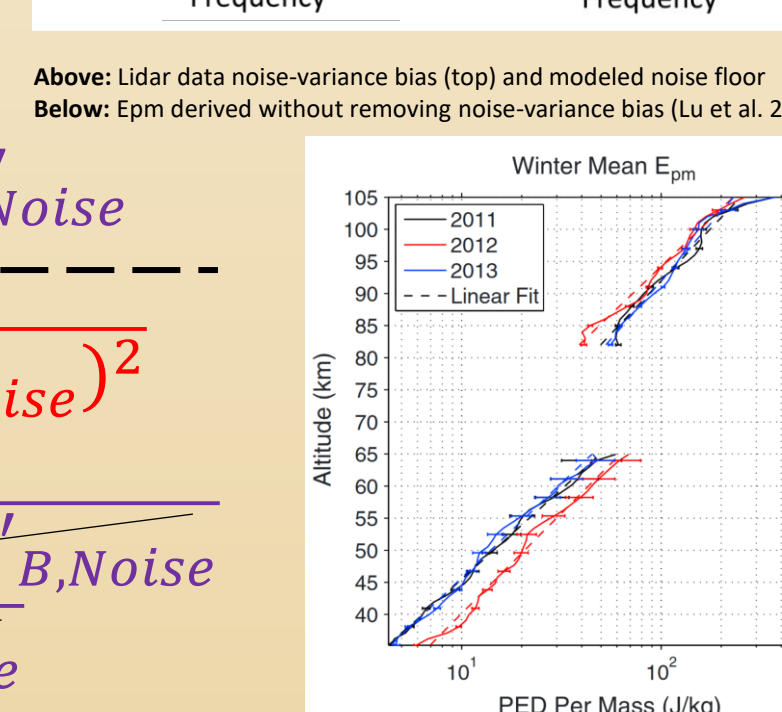 Frequency
Frequency
Above: Lidar data noise-variance bias (top) and modeled noise floor
Below: Epm derived without removing noise-variance bias (Lu et al. 2
Noise
ise)²
′B,Noise
e
Winter Mean Epm
2011
2012
2013
Linear Fit
Altitude (km)
105
100
95
90
85
80
75
70
65
60
55
50
45
40
10¹
10²
PED Per Mass (J/kg)